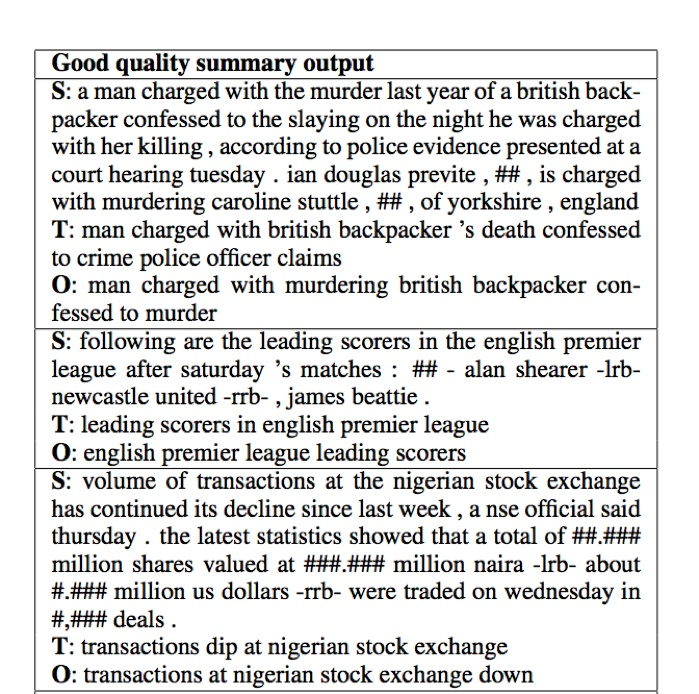 Good quality summary output
S: a man charged with the murder last year of a british back-
packer confessed to the slaying on the night he was charged
with her killing , according to police evidence presented at a
court hearing tuesday . ian douglas previte , ## , is charged
with murdering caroline stuttle , ## , of yorkshire , england
T: man charged with british backpacker 's death confessed
to crime police officer claims
O: man charged with murdering british backpacker con-
fessed to murder
S: following are the leading scorers in the english premier
league after saturday 's matches : ## - alan shearer -lrb-
newcastle united -rrb- , james beattie .
T: leading scorers in english premier league
O: english premier league leading scorers
S: volume of transactions at the nigerian stock exchange
has continued its decline since last week , a nse official said
thursday . the latest statistics showed that a total of ##.###
million shares valued at ###.### million naira -lrb- about
#.### million us dollars -rrb- were traded on wednesday in
#,### deals .
T: transactions dip at nigerian stock exchange
O: transactions at nigerian stock exchange down